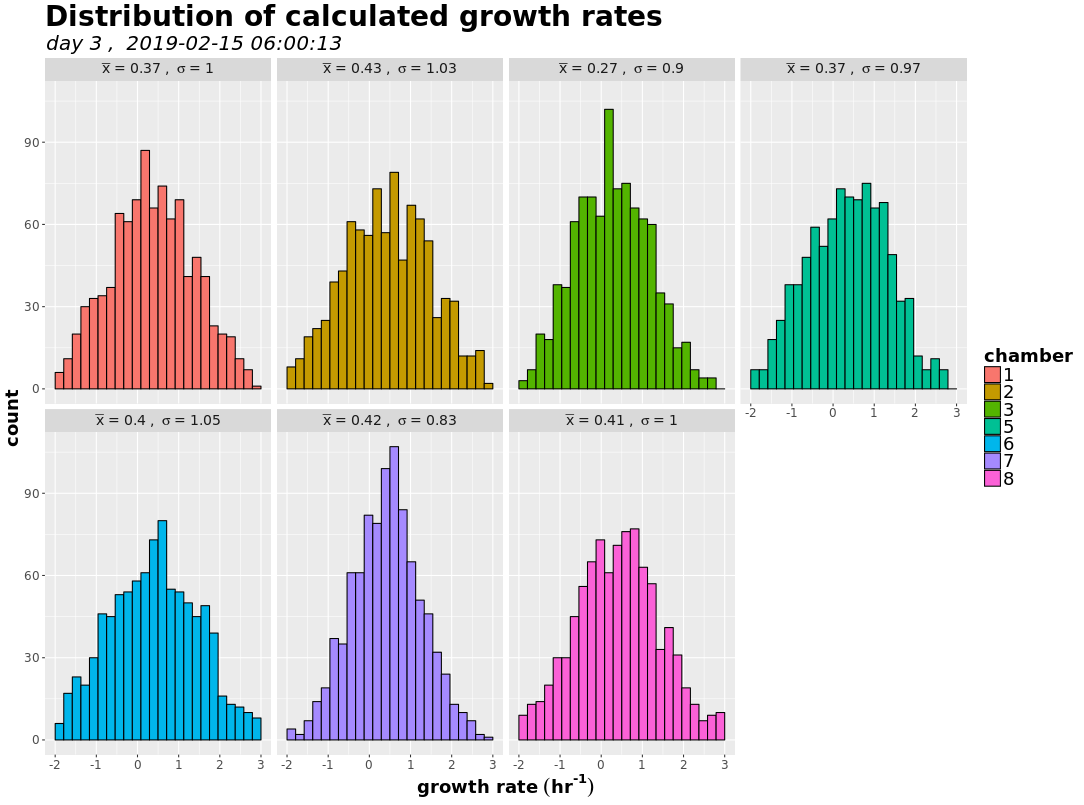 Distribution of calculated growth rates
day 3 ,  2019-02-15 06:00:13
x̅ = 0.37 ,  σ = 1
x̅ = 0.43 ,  σ = 1.03
x̅ = 0.27 ,  σ = 0.9
x̅ = 0.37 ,  σ = 0.97
90
60
30
0
-2 -1 0 1 2 3
x̅ = 0.4 ,  σ = 1.05
x̅ = 0.42 ,  σ = 0.83
x̅ = 0.41 ,  σ = 1
90
60
30
0
-2 -1 0 1 2 3
-2 -1 0 1 2 3
-2 -1 0 1 2 3
count
growth rate (hr⁻¹)
chamber
1
2
3
5
6
7
8